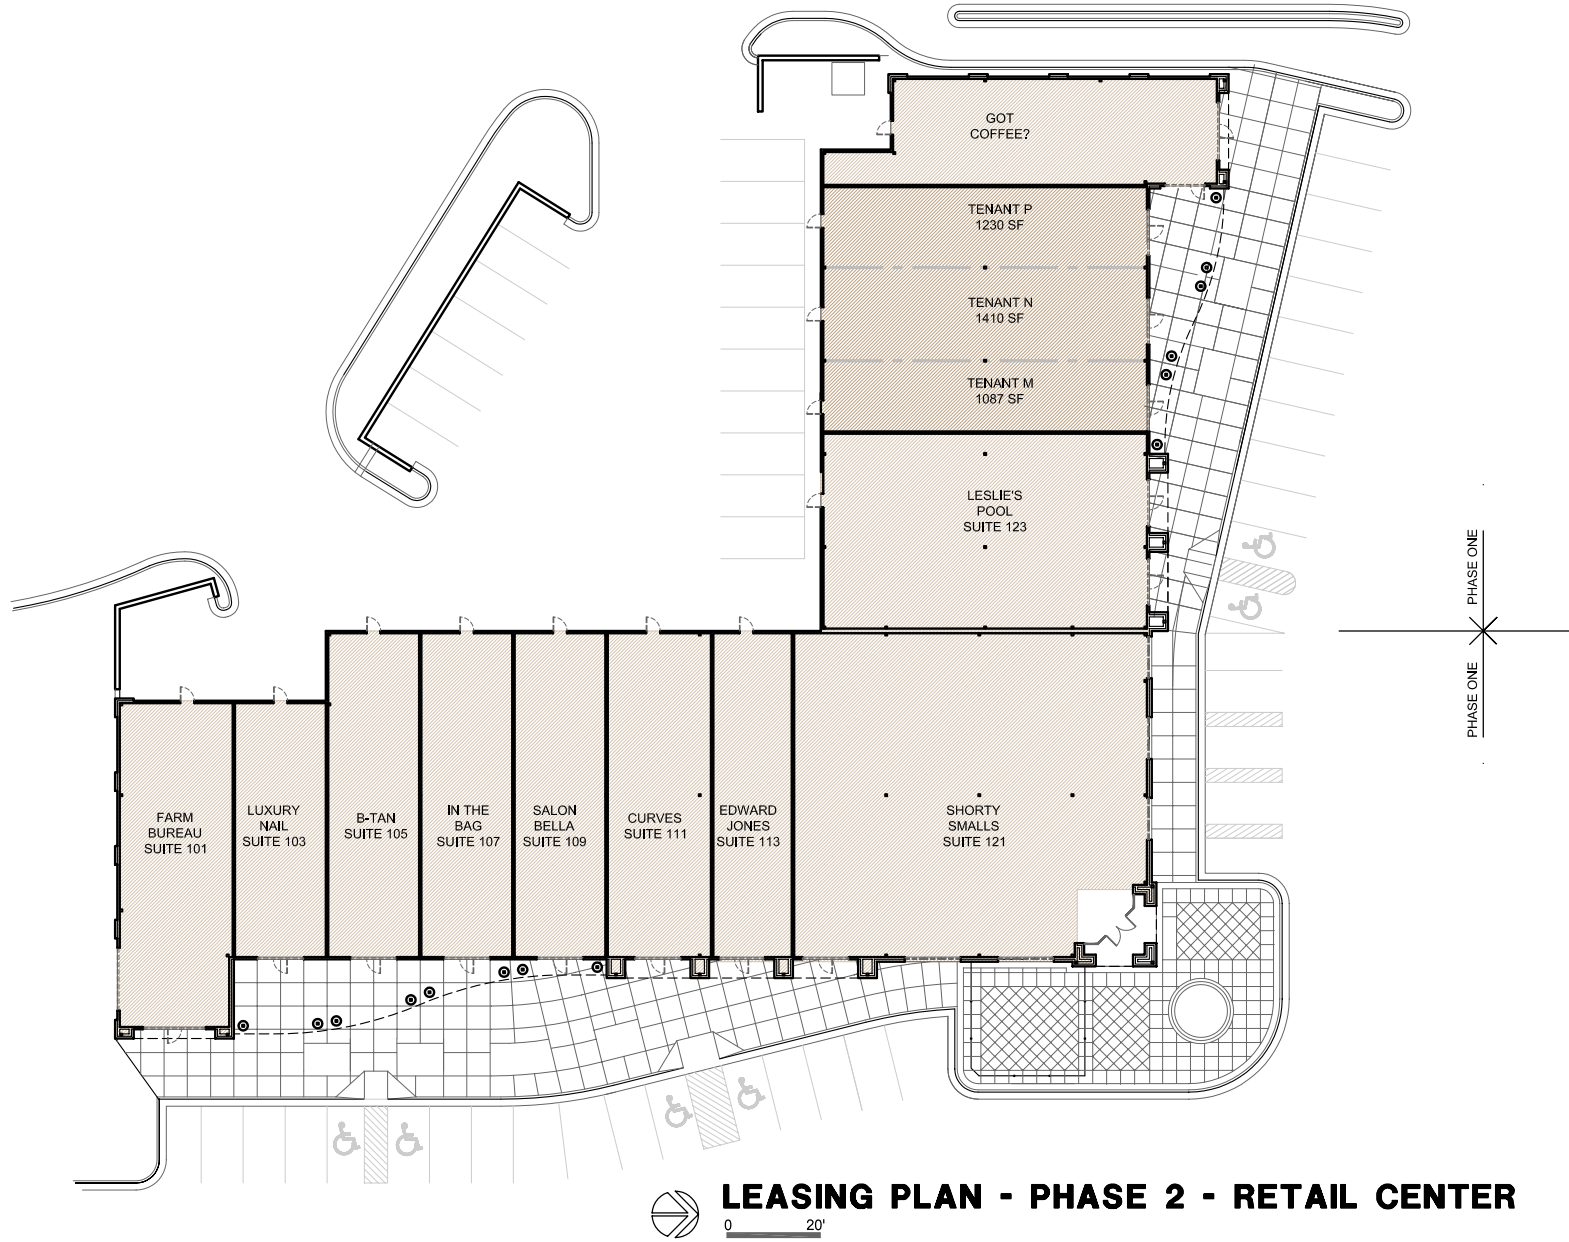 GOT
COFFEE?
TENANT P
1230 SF
TENANT N
1410 SF
TENANT M
1087 SF
LESLIE'S
POOL
SUITE 123
PHASE ONE
PHASE ONE
FARM
BUREAU
SUITE 101
LUXURY
NAIL
SUITE 103
B-TAN
SUITE 105
IN THE
BAG
SUITE 107
SALON
BELLA
SUITE 109
CURVES
SUITE 111
EDWARD
JONES
SUITE 113
SHORTY
SMALLS
SUITE 121
LEASING PLAN - PHASE 2 - RETAIL CENTER
0 20'